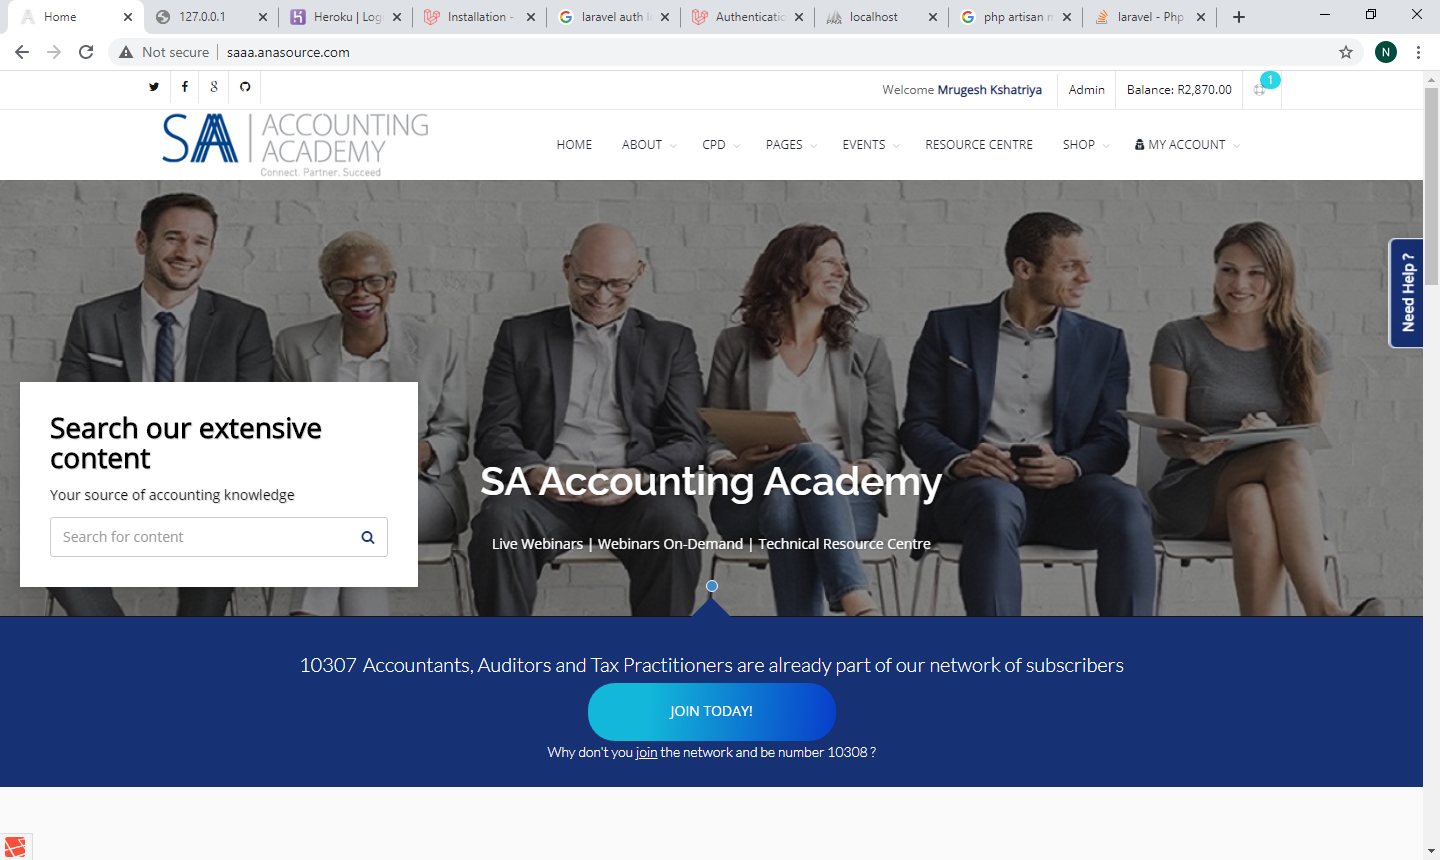 Home
127.0.0.1
Heroku | Log
Installation -
laravel auth l
Authenticatio
localhost
php artisan m
laravel - Php
Not secure
saaa.anasource.com
N
Welcome Mrugesh Kshatriya
Admin
Balance: R2,870.00
1
SAA ACCOUNTING
ACADEMY
Connect. Partner. Succeed
HOME
ABOUT
CPD
PAGES
EVENTS
RESOURCE CENTRE
SHOP
MY ACCOUNT
Need Help ?
Search our extensive
content
Your source of accounting knowledge
Search for content
SA Accounting Academy
Live Webinars | Webinars On-Demand | Technical Resource Centre
10307 Accountants, Auditors and Tax Practitioners are already part of our network of subscribers
JOIN TODAY!
Why don't you join the network and be number 10308 ?